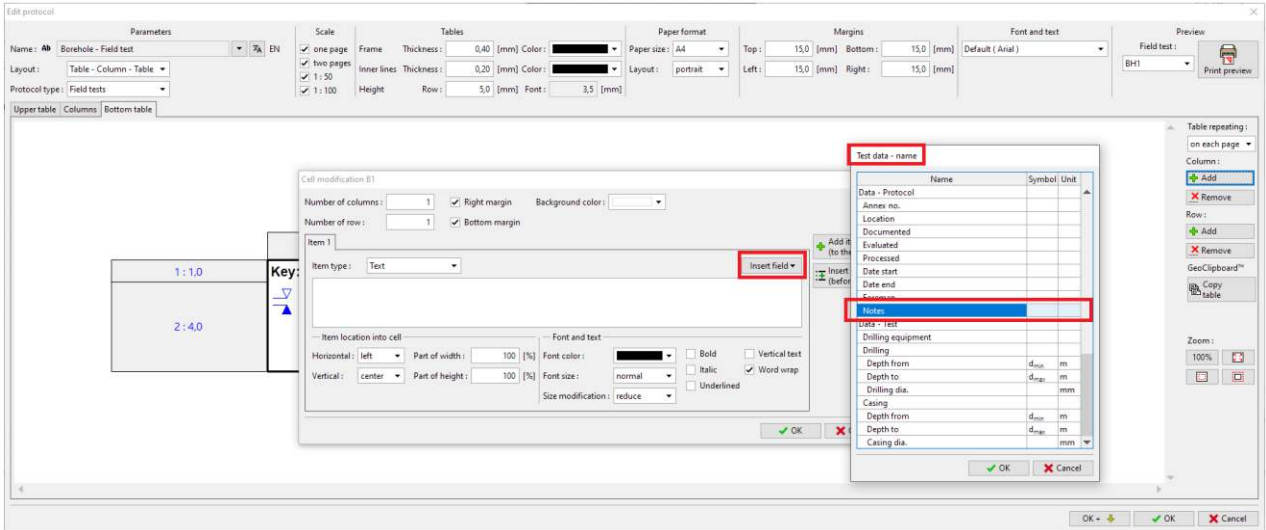 Edit protocol
Parameters Scale Tables Paper format Margins Font and text Preview
Name: Ab Borehole - Field test EN
Layout: Table - Column - Table
Protocol type: Field tests
one page
two pages
1 : 50
1 : 100
Frame Thickness: 0,40 [mm] Color:
Inner lines Thickness: 0,20 [mm] Color:
Height Row: 5,0 [mm] Font: 3,5 [mm]
Paper size: A4
Layout: portrait
Top: 15,0 [mm] Bottom: 15,0 [mm]
Left: 15,0 [mm] Right: 15,0 [mm]
Default ( Arial )
Field test:
BH1
Print preview
Upper table Columns Bottom table
1 : 1,0
2 : 4,0
Key:
Cell modification B1
Number of columns: 1 Right margin Background color:
Number of row: 1 Bottom margin
Item 1
Item type: Text Insert field
Item location into cell
Horizontal: left Part of width: 100 [%]
Vertical: center Part of height: 100 [%]
Font and text
Font color: Bold Vertical text
Font size: normal Italic Word wrap
Size modification: reduce Underlined
Add
(to the
Insert
OK
Test data - name
Name Symbol Unit
Data - Protocol
Annex no.
Location
Documented
Evaluated
Processed
Date start
Date end
Foreman
Notes
Data - Test
Drilling equipment
Drilling
Depth from dmin m
Depth to dmax m
Drilling dia. mm
Casing
Depth from dmin m
Depth to dmax m
Casing dia. mm
OK Cancel
Table repeating:
on each page
Column:
Add
Remove
Row:
Add
Remove
GeoClipboard™
Copy
table
Zoom:
100%
OK + OK Cancel